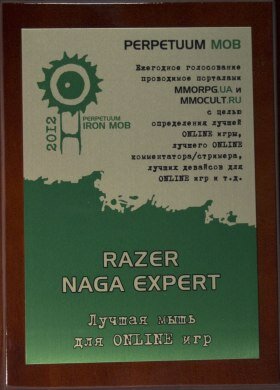 PERPETUUM MOB
Ежегодное голосование
проводимое порталами
MMORPG.UA и
MMOCULT.RU
с целью
определения лучшей
ONLINE игры,
лучшего ONLINE
комментатора/стримера,
лучших девайсов для
ONLINE игр и т.д.
2012
PERPETUUM
IRON MOB
RAZER
NAGA EXPERT
Лучшая мышь
для ONLINE игр